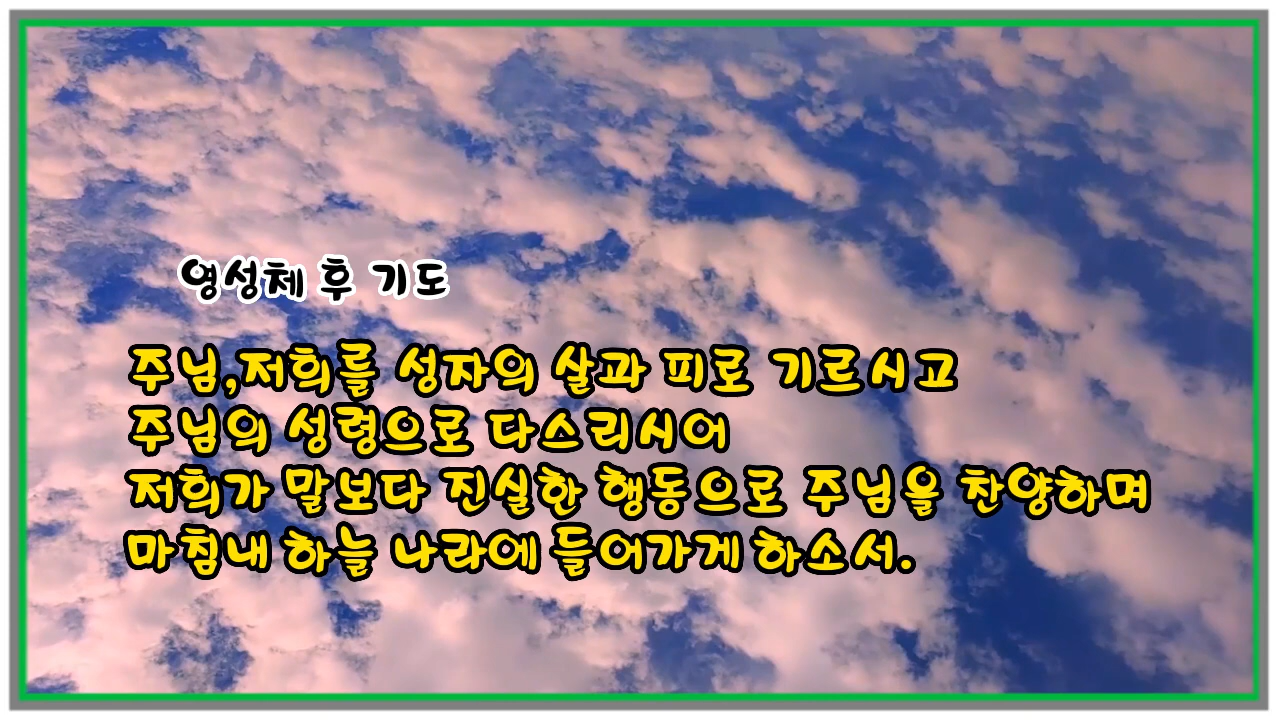 영성체 후 기도
주님,저희를 성자의 살과 피로 기르시고
주님의 성령으로 다스리시어
저희가 말보다 진실한 행동으로 주님을 찬양하며
마침내 하늘 나라에 들어가게 하소서.